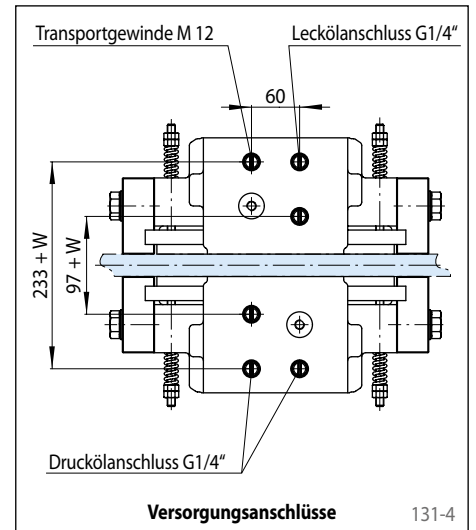 Transportgewinde M 12
Leckölanschluss G1/4“
60
233 + W
97 + W
Druckölanschluss G1/4“
Versorgungsanschlüsse
131-4